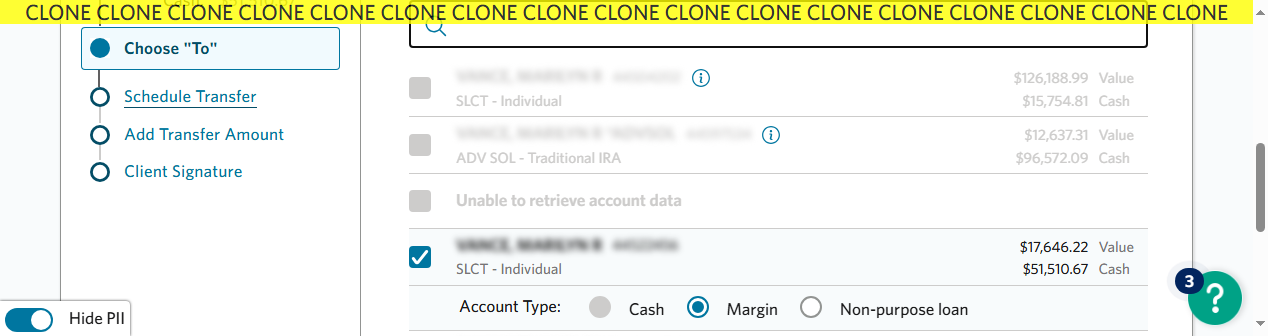 CLONE CLONE CLONE CLONE CLONE CLONE CLONE CLONE CLONE CLONE CLONE CLONE CLONE CLONE CLONE CLONE CLONE
Choose "To"
Schedule Transfer
Add Transfer Amount
Client Signature
$126,188.99 Value
SLCT - Individual $15,754.81 Cash
$12,637.31 Value
ADV SOL - Traditional IRA $96,572.09 Cash
Unable to retrieve account data
$17,646.22 Value
SLCT - Individual $51,510.67 Cash
Account Type: Cash Margin Non-purpose loan
Hide PII
3
?